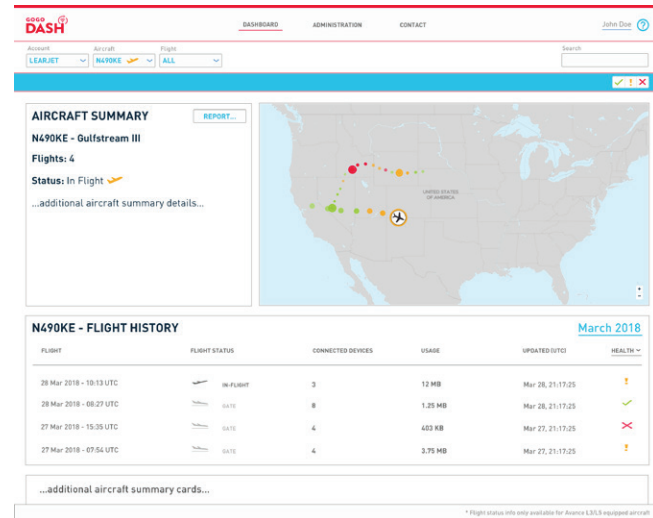 GOGO
DASH
DASHBOARD ADMINISTRATION CONTACT John Doe ?
Account Aircraft Flight Search
LEARJET N490KE ALL
AIRCRAFT SUMMARY REPORT...
N490KE - Gulfstream III
Flights: 4
Status: In Flight
...additional aircraft summary details...
UNITED STATES
OF AMERICA
N490KE - FLIGHT HISTORY March 2018
FLIGHT FLIGHT STATUS CONNECTED DEVICES USAGE UPDATED (UTC) HEALTH
28 Mar 2018 - 10:13 UTC IN-FLIGHT 3 12 MB Mar 28, 21:17:25
28 Mar 2018 - 08:27 UTC GATE 8 1.25 MB Mar 28, 21:17:25
27 Mar 2018 - 15:35 UTC GATE 4 403 KB Mar 27, 21:17:25
27 Mar 2018 - 07:54 UTC GATE 4 3.75 MB Mar 27, 21:17:25
...additional aircraft summary cards...
* Flight status info only available for Avance L3/L5 equipped aircraft